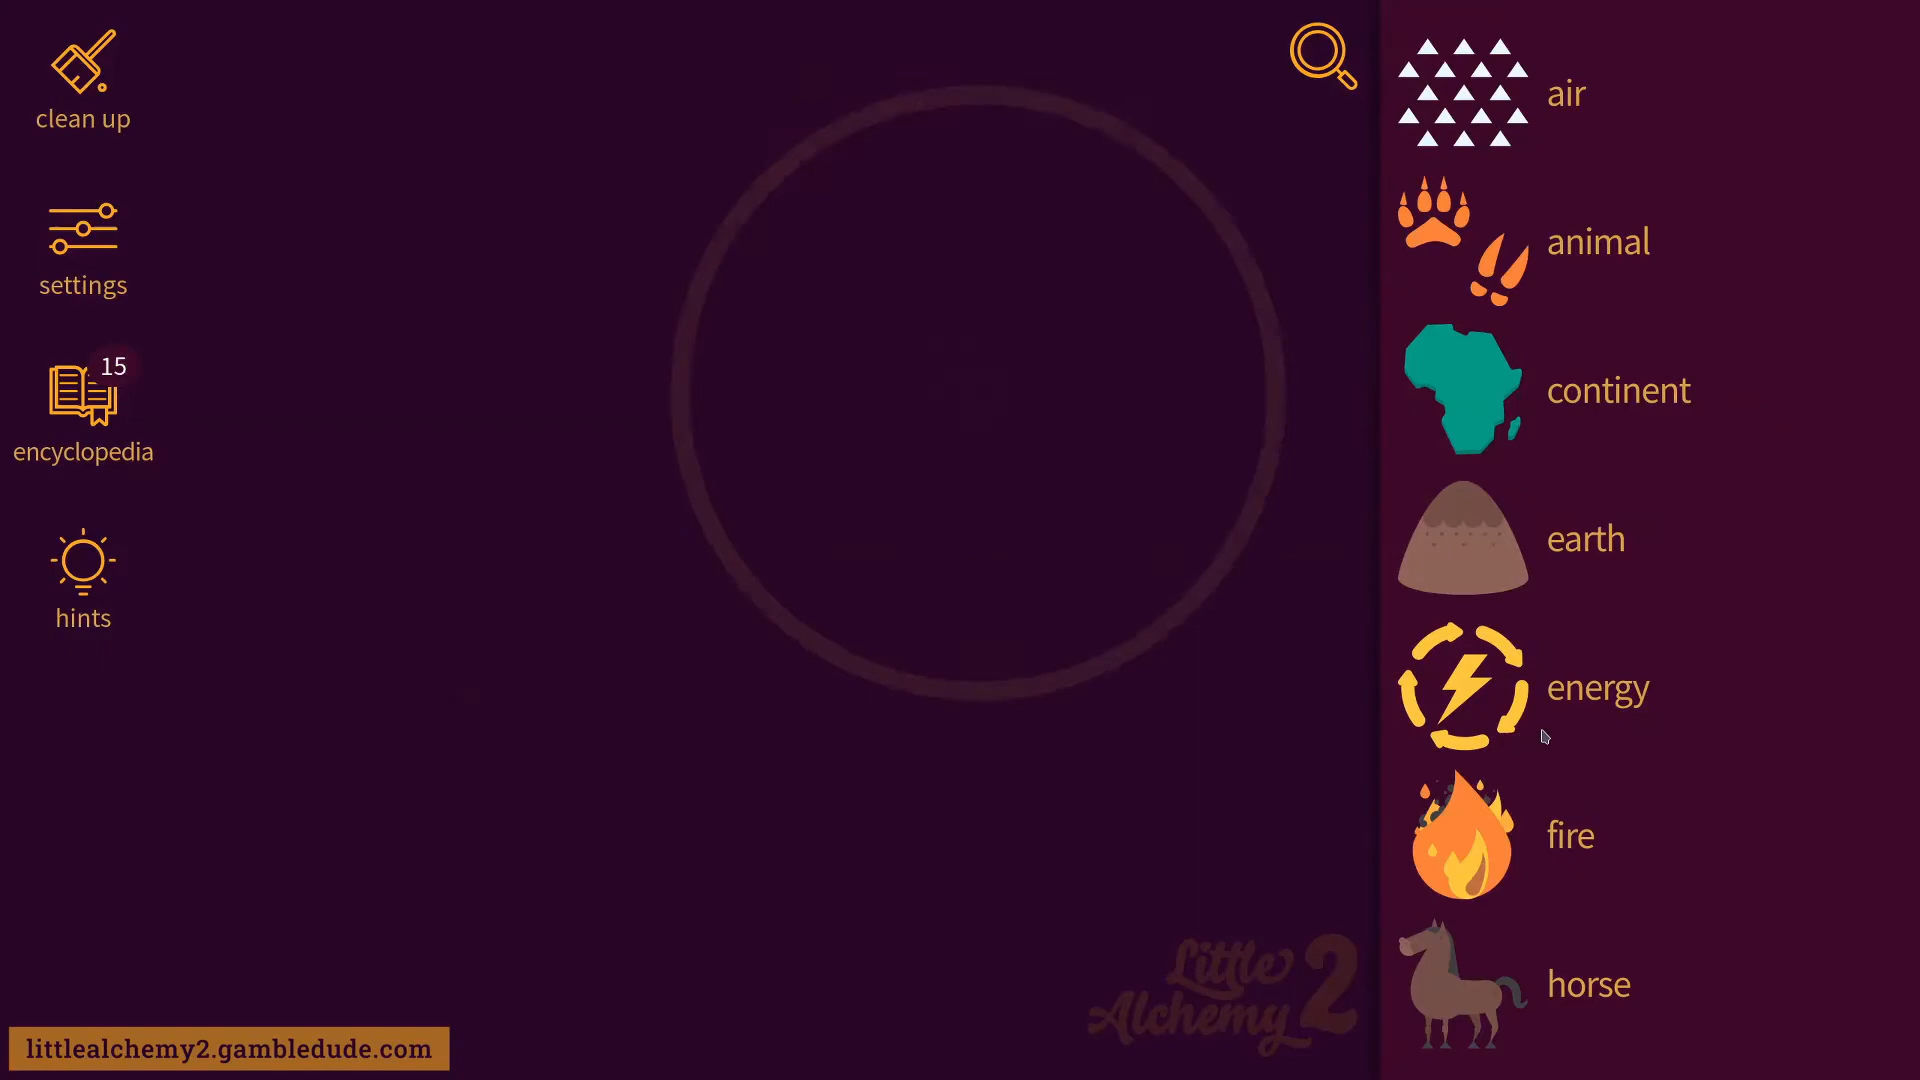 clean up
settings
15
encyclopedia
hints
air
animal
continent
earth
energy
fire
horse
Little
Alchemy 2
littlealchemy2.gambledude.com